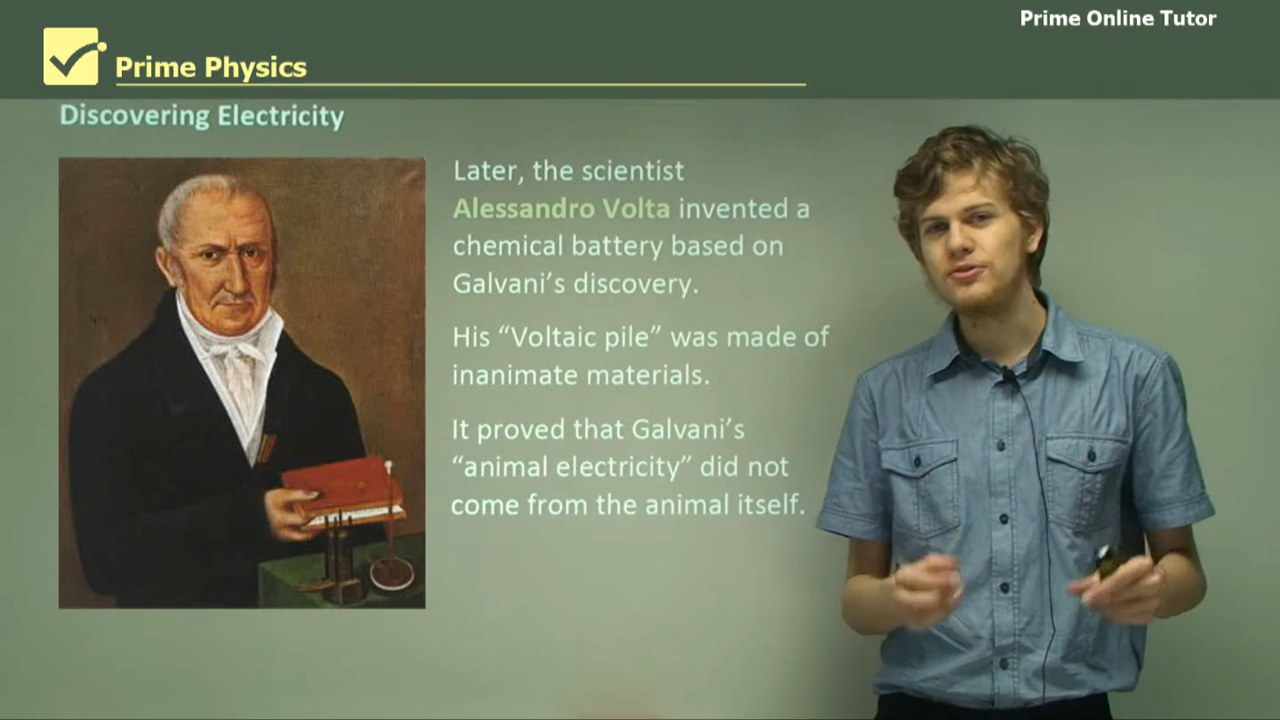 Prime Online Tutor
Prime Physics
Discovering Electricity
Later, the scientist
Alessandro Volta invented a
chemical battery based on
Galvani’s discovery.
His “Voltaic pile” was made of
inanimate materials.
It proved that Galvani’s
“animal electricity” did not
come from the animal itself.